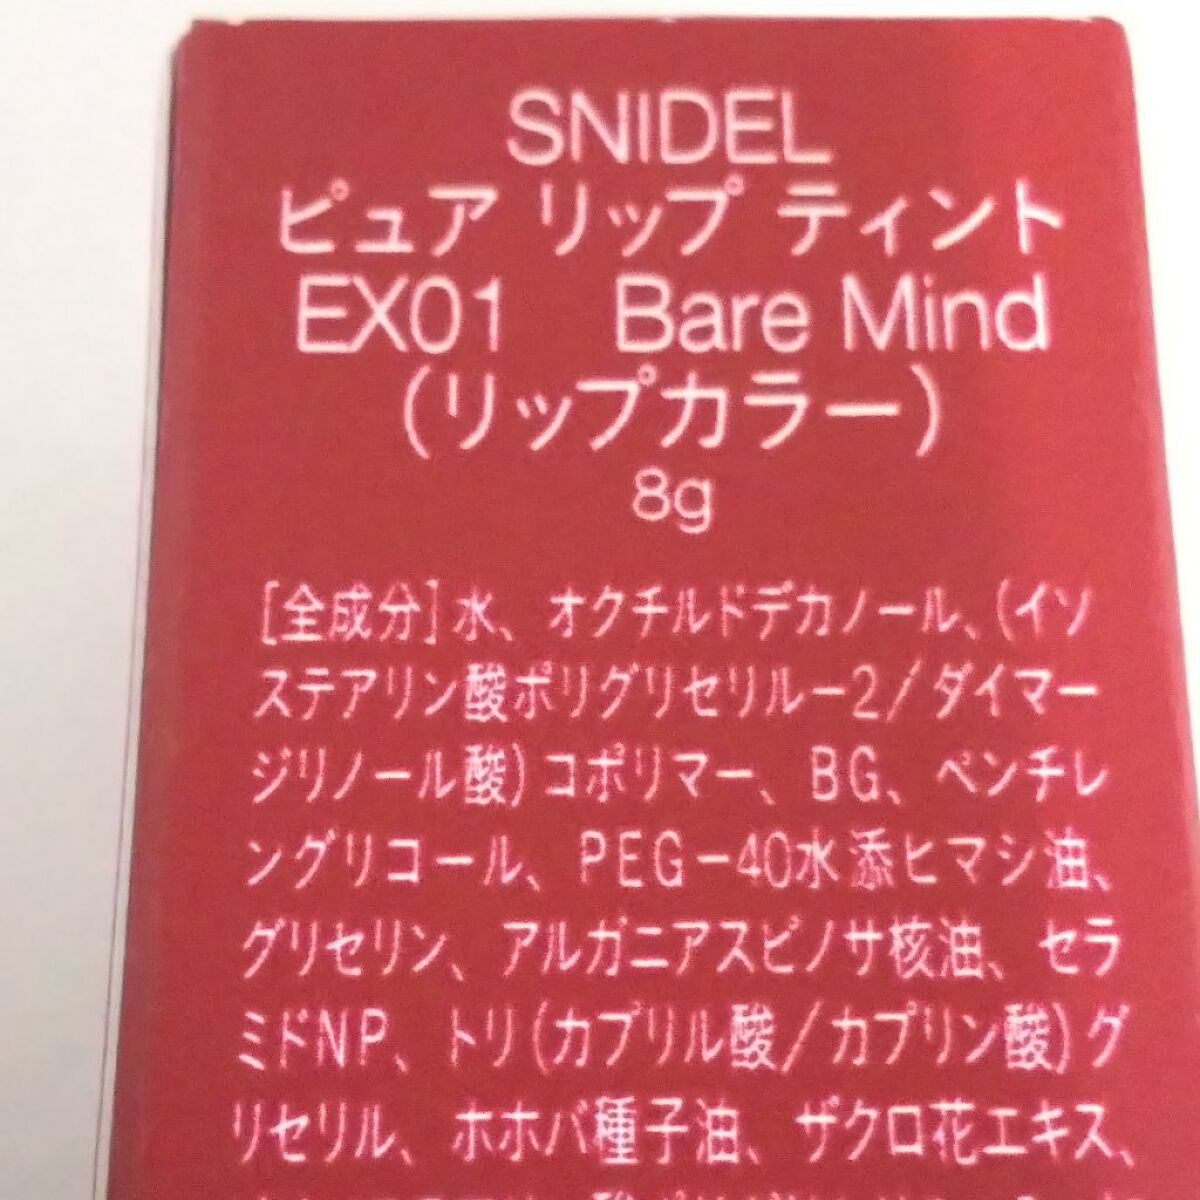 SNIDEL
ピュア リップ ティント
EX01　Bare Mind
(リップカラー)
8g
[全成分]水、オクチルドデカノール、(イソ
ステアリン酸ポリグリセリル－2/ダイマー
ジリノール酸)コポリマー、BG、ペンチレ
ングリコール、PEG－40水添ヒマシ油、
グリセリン、アルガニアスピノサ核油、セラ
ミドNP、トリ(カプリル酸/カプリン酸)グ
リセリル、ホホバ種子油、ザクロ花エキス、